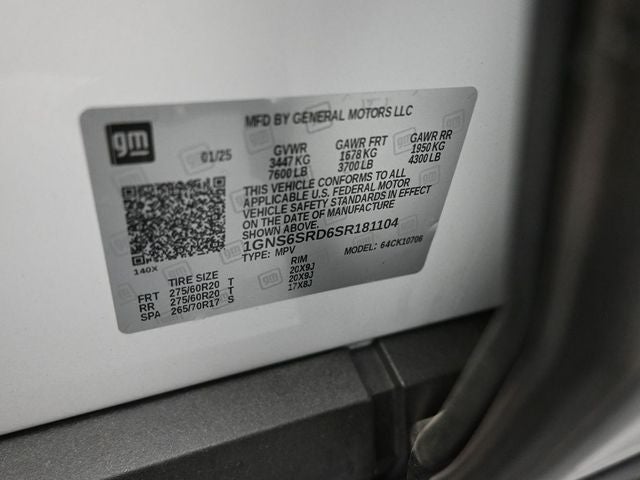 MFD BY GENERAL MOTORS LLC
gm
01/25
GVWR GAWR FRT GAWR RR
3447 KG 1678 KG 1950 KG
7600 LB 3700 LB 4300 LB
THIS VEHICLE CONFORMS TO ALL
APPLICABLE U.S. FEDERAL MOTOR
VEHICLE SAFETY STANDARDS IN EFFECT
ON THE DATE OF MANUFACTURE
SHOWN ABOVE.
1GNS6SRD6SR181104
TYPE: MPV MODEL: 64CK10706
140X
TIRE SIZE RIM
FRT 275/60R20 T 20X9J
RR 275/60R20 T 20X9J
SPA 265/70R17 S 17X8J